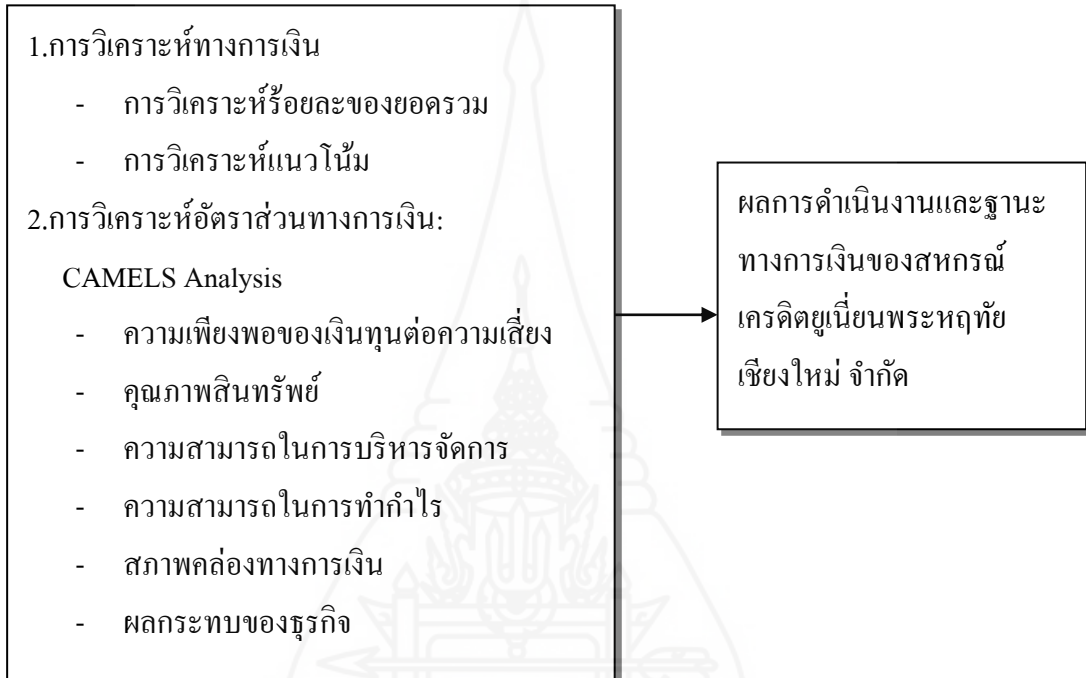 1.การวิเคราะห์ทางการเงิน
- การวิเคราะห์ร้อยละของยอดรวม
- การวิเคราะห์แนวโน้ม
2.การวิเคราะห์อัตราส่วนทางการเงิน:
CAMELS Analysis
- ความเพียงพอของเงินทุนต่อความเสี่ยง
- คุณภาพสินทรัพย์
- ความสามารถในการบริหารจัดการ
- ความสามารถในการทำกำไร
- สภาพคล่องทางการเงิน
- ผลกระทบของธุรกิจ
ผลการดำเนินงานและฐานะ
ทางการเงินของสหกรณ์
เครดิตยูเนี่ยนพระหฤทัย
เชียงใหม่ จำกัด